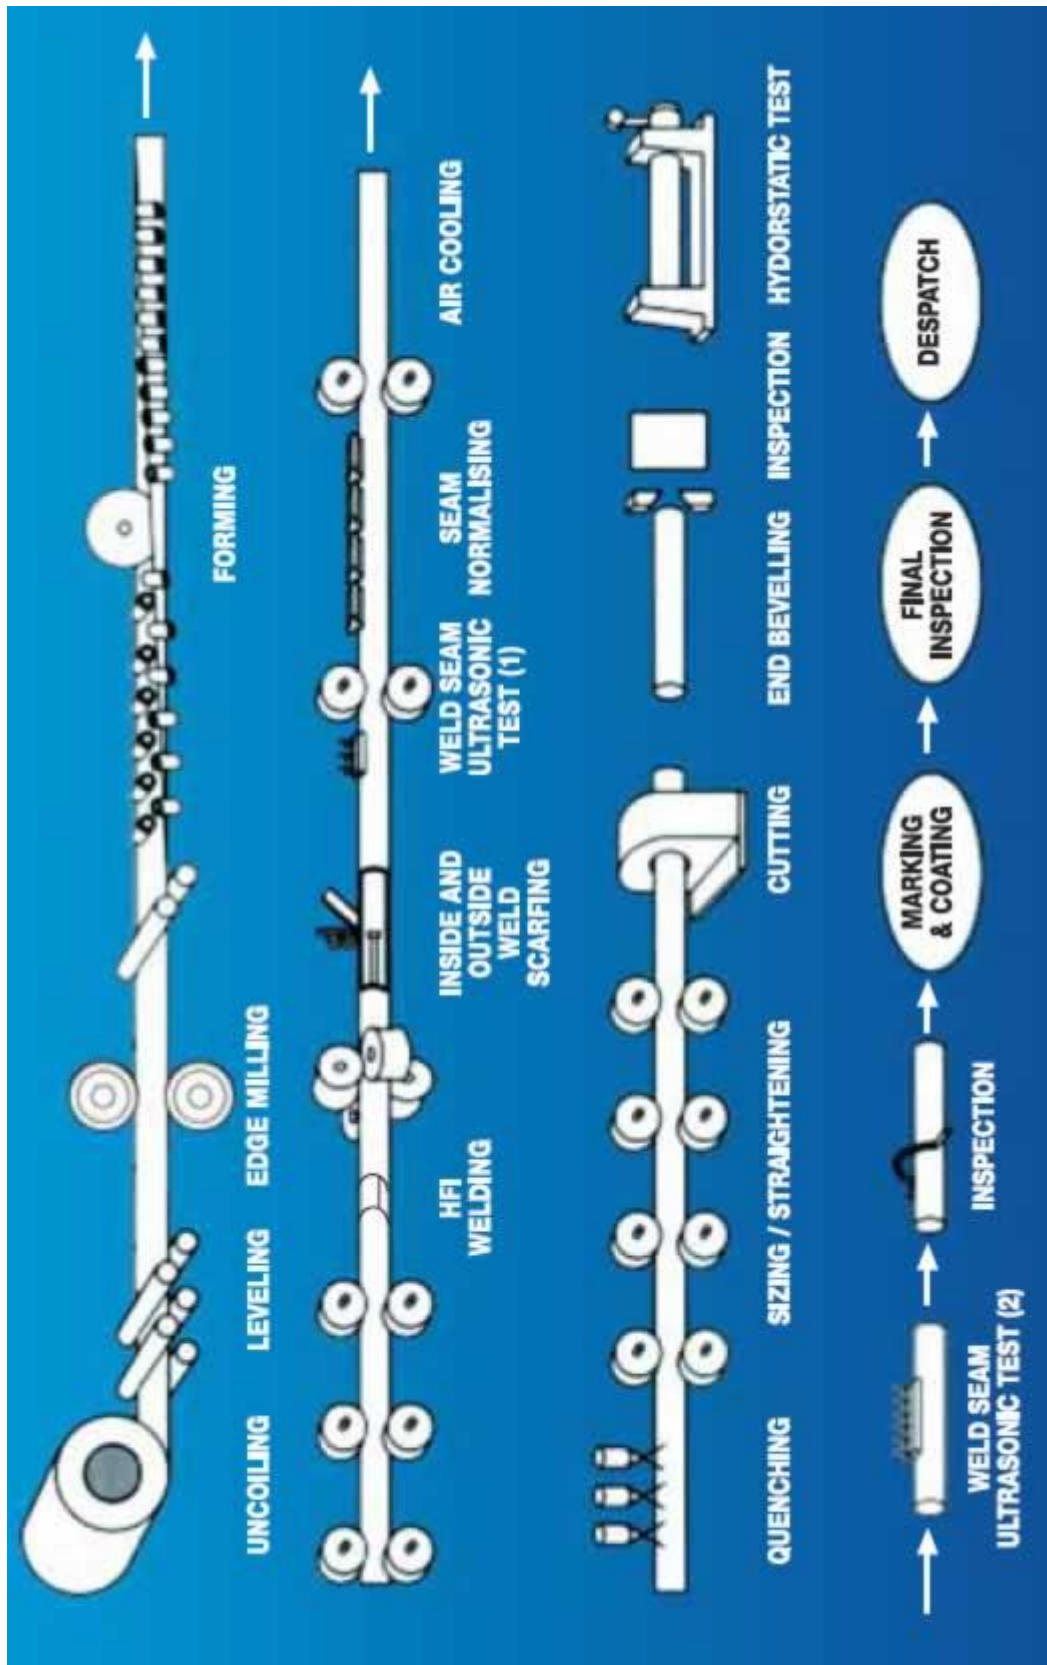 UNCOILING
LEVELING
EDGE MILLING
FORMING
HFI
WELDING
INSIDE AND
OUTSIDE
WELD
SCARFING
WELD SEAM
ULTRASONIC
TEST (1)
SEAM
NORMALISING
AIR COOLING
QUENCHING
SIZING / STRAIGHTENING
CUTTING
END BEVELLING
INSPECTION
HYDORSTATIC TEST
WELD SEAM
ULTRASONIC TEST (2)
INSPECTION
MARKING
& COATING
FINAL
INSPECTION
DESPATCH